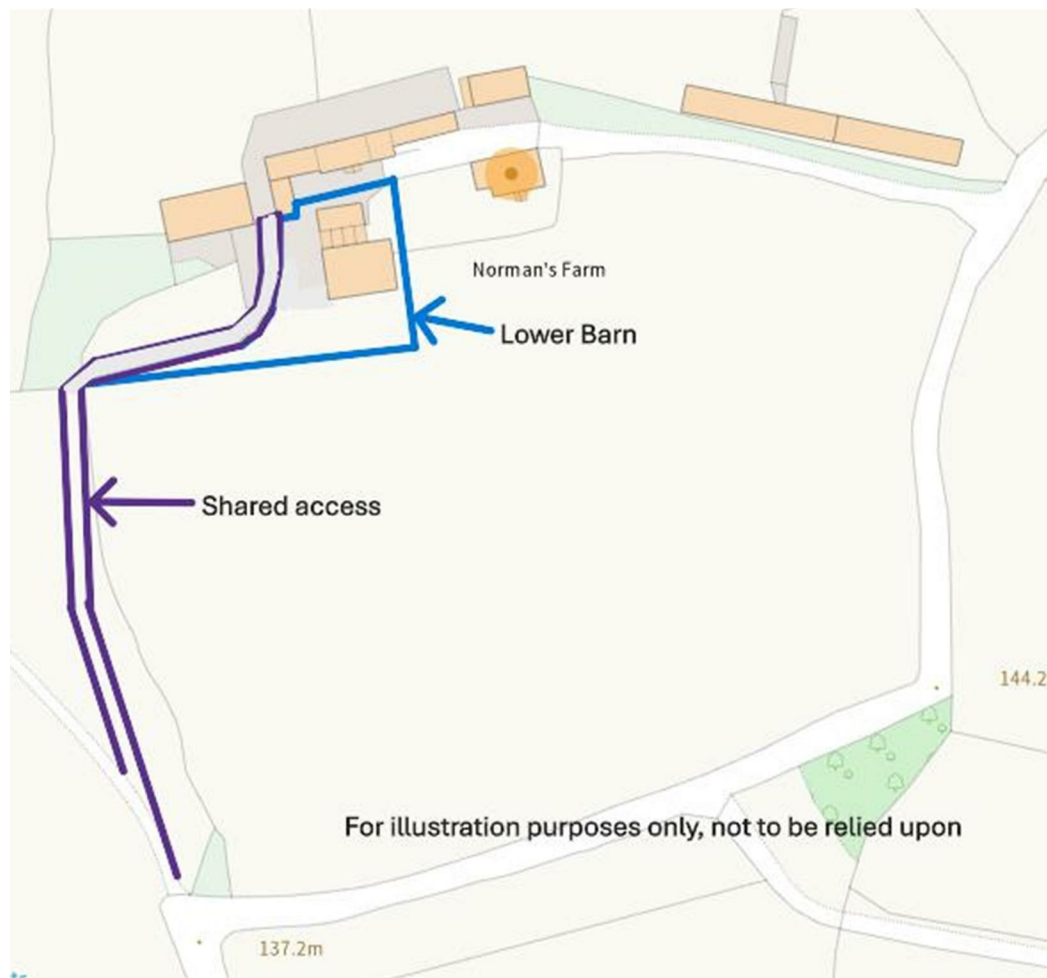 Norman's Farm
Lower Barn
Shared access
144.2
For illustration purposes only, not to be relied upon
137.2m